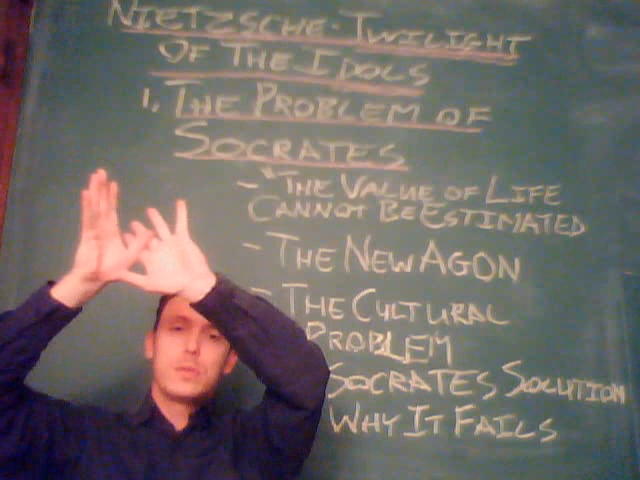 NIETZSCHE - TWILIGHT
OF THE IDOLS
1. THE PROBLEM OF
SOCRATES
- "THE VALUE OF LIFE
CANNOT BE ESTIMATED
- THE NEW AGON
- THE CULTURAL
PROBLEM
SOCRATES SOLUTION
WHY IT FAILS